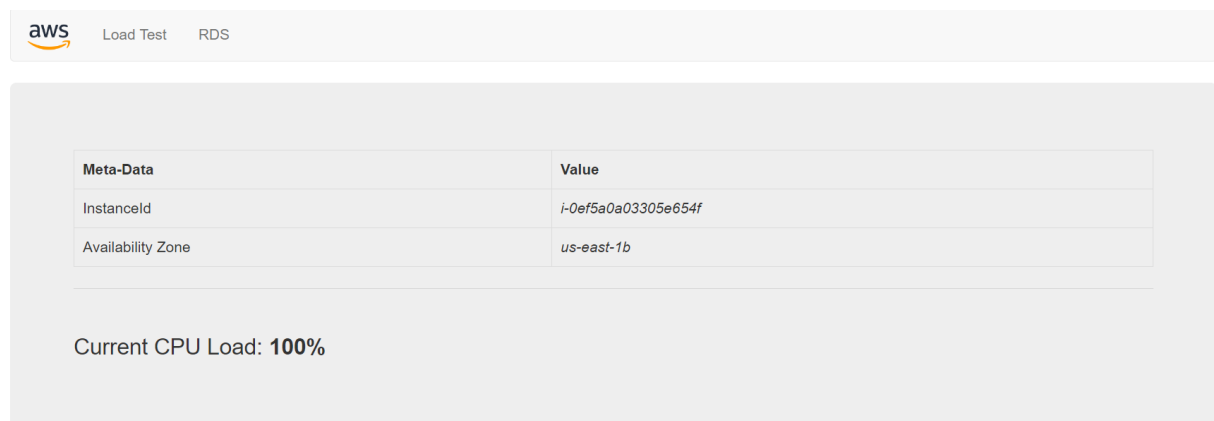 aws Load Test RDS
Meta-Data Value
InstanceId i-0ef5a0a03305e654f
Availability Zone us-east-1b
Current CPU Load: 100%